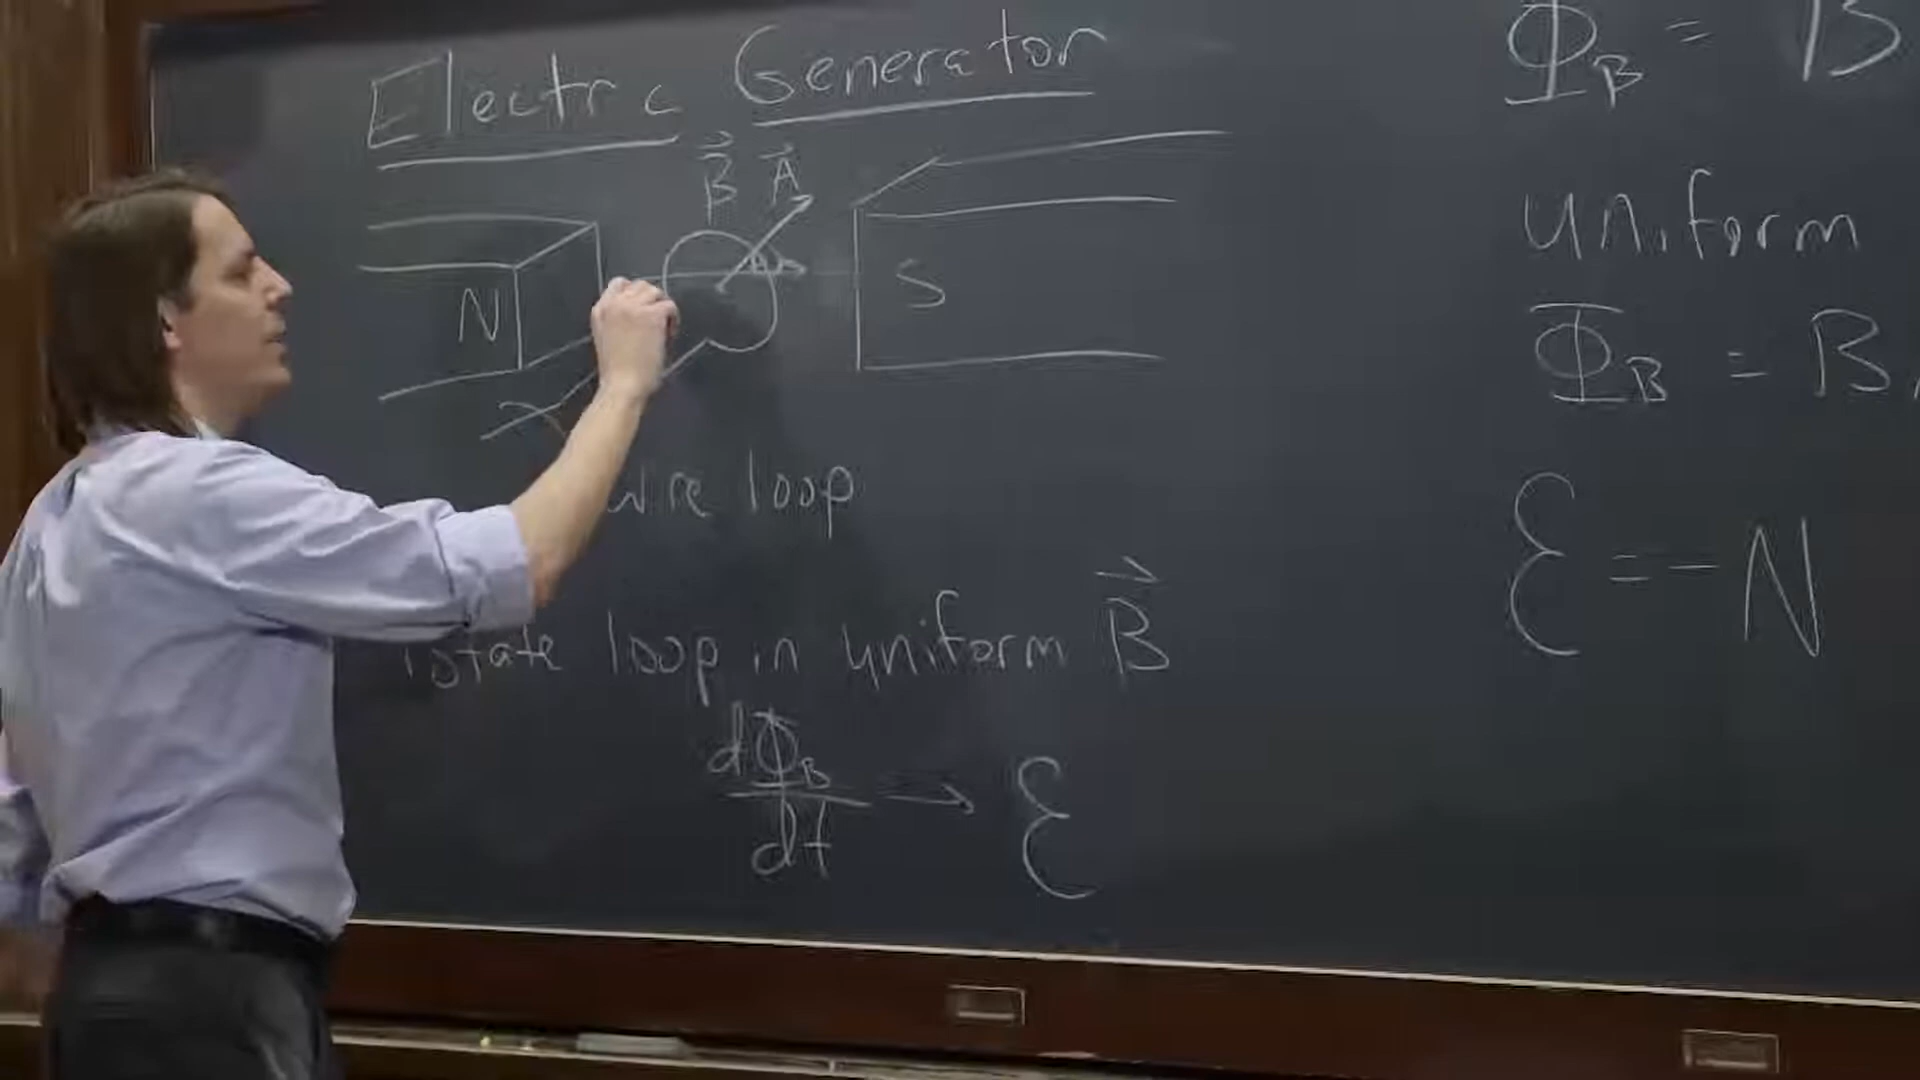 Electric Generator
B A
N
S
wire loop
rotate loop in uniform B
dΦB
dt
→ ℰ
ΦB = B
uniform
ΦB = B
ℰ = - N